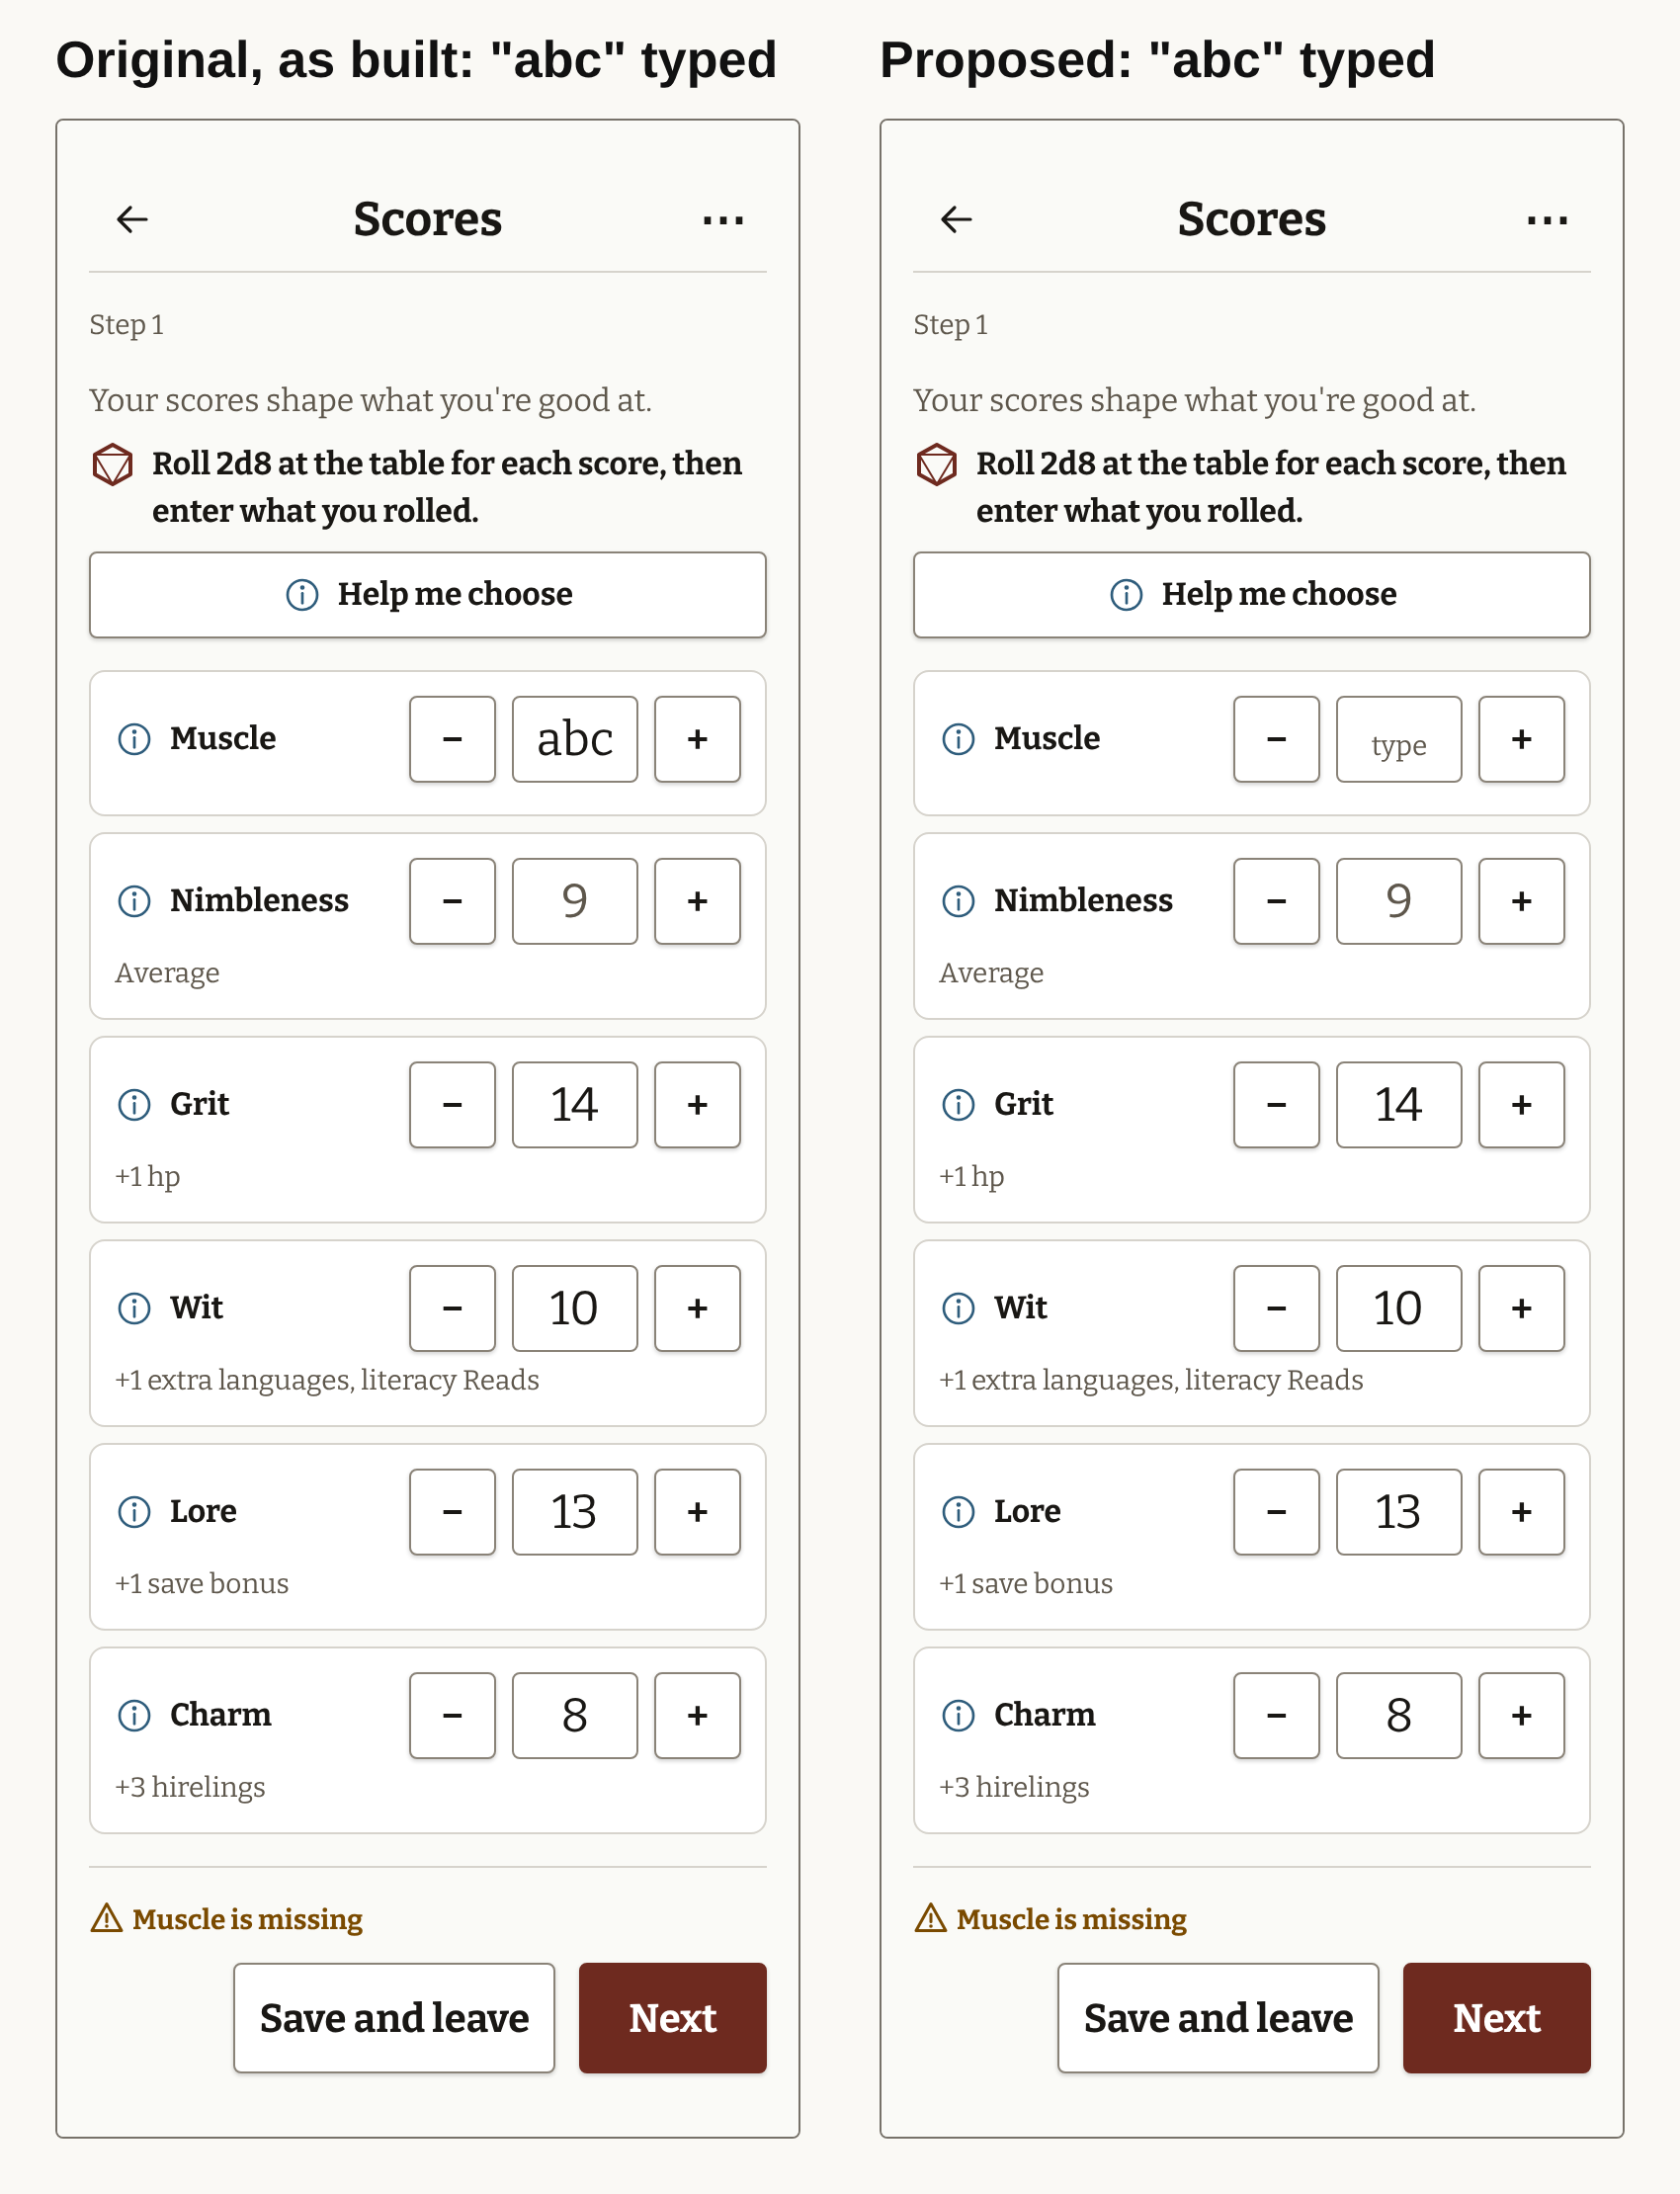 Original, as built: "abc" typed
Scores
Step 1
Your scores shape what you're good at.
Roll 2d8 at the table for each score, then
enter what you rolled.
Help me choose
Muscle − abc +
Nimbleness − 9 +
Average
Grit − 14 +
+1 hp
Wit − 10 +
+1 extra languages, literacy Reads
Lore − 13 +
+1 save bonus
Charm − 8 +
+3 hirelings
Muscle is missing
Save and leave Next
Proposed: "abc" typed
Scores
Step 1
Your scores shape what you're good at.
Roll 2d8 at the table for each score, then
enter what you rolled.
Help me choose
Muscle − type +
Nimbleness − 9 +
Average
Grit − 14 +
+1 hp
Wit − 10 +
+1 extra languages, literacy Reads
Lore − 13 +
+1 save bonus
Charm − 8 +
+3 hirelings
Muscle is missing
Save and leave Next